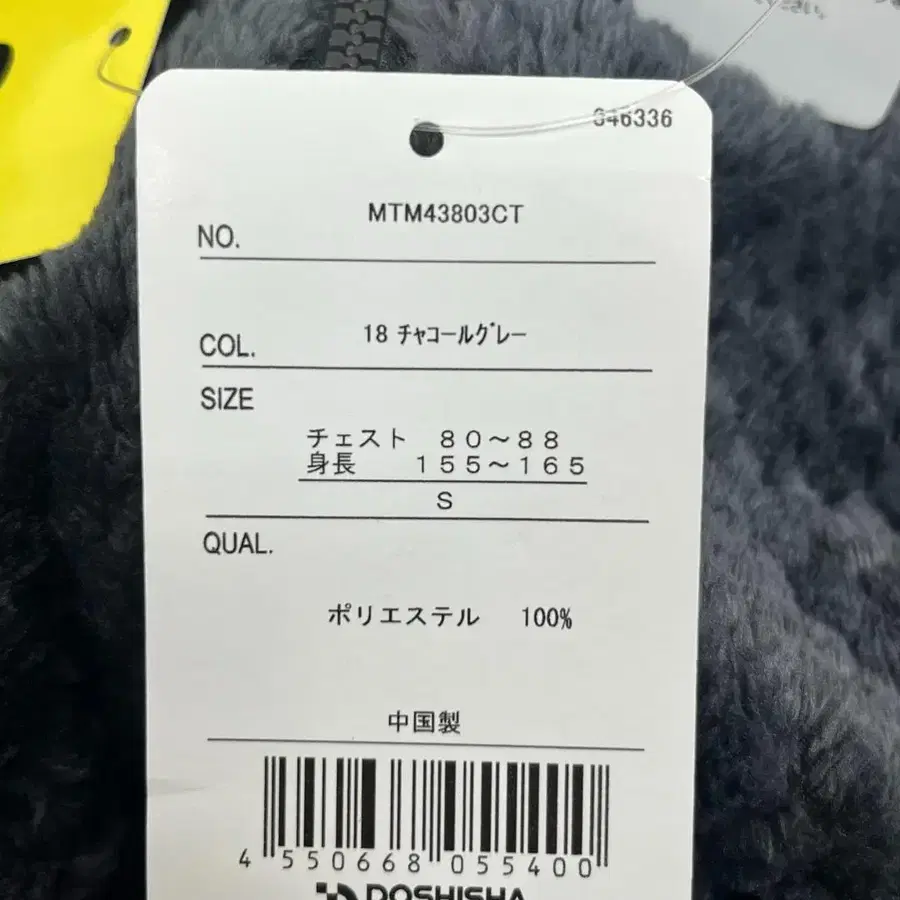 346336
MTM43803CT
NO.
18 チャコールグレー
COL.
SIZE
チェスト 80～88
身長 155～165
S
QUAL.
ポリエステル 100%
中国製
4 550668 055400
DOSHISHA